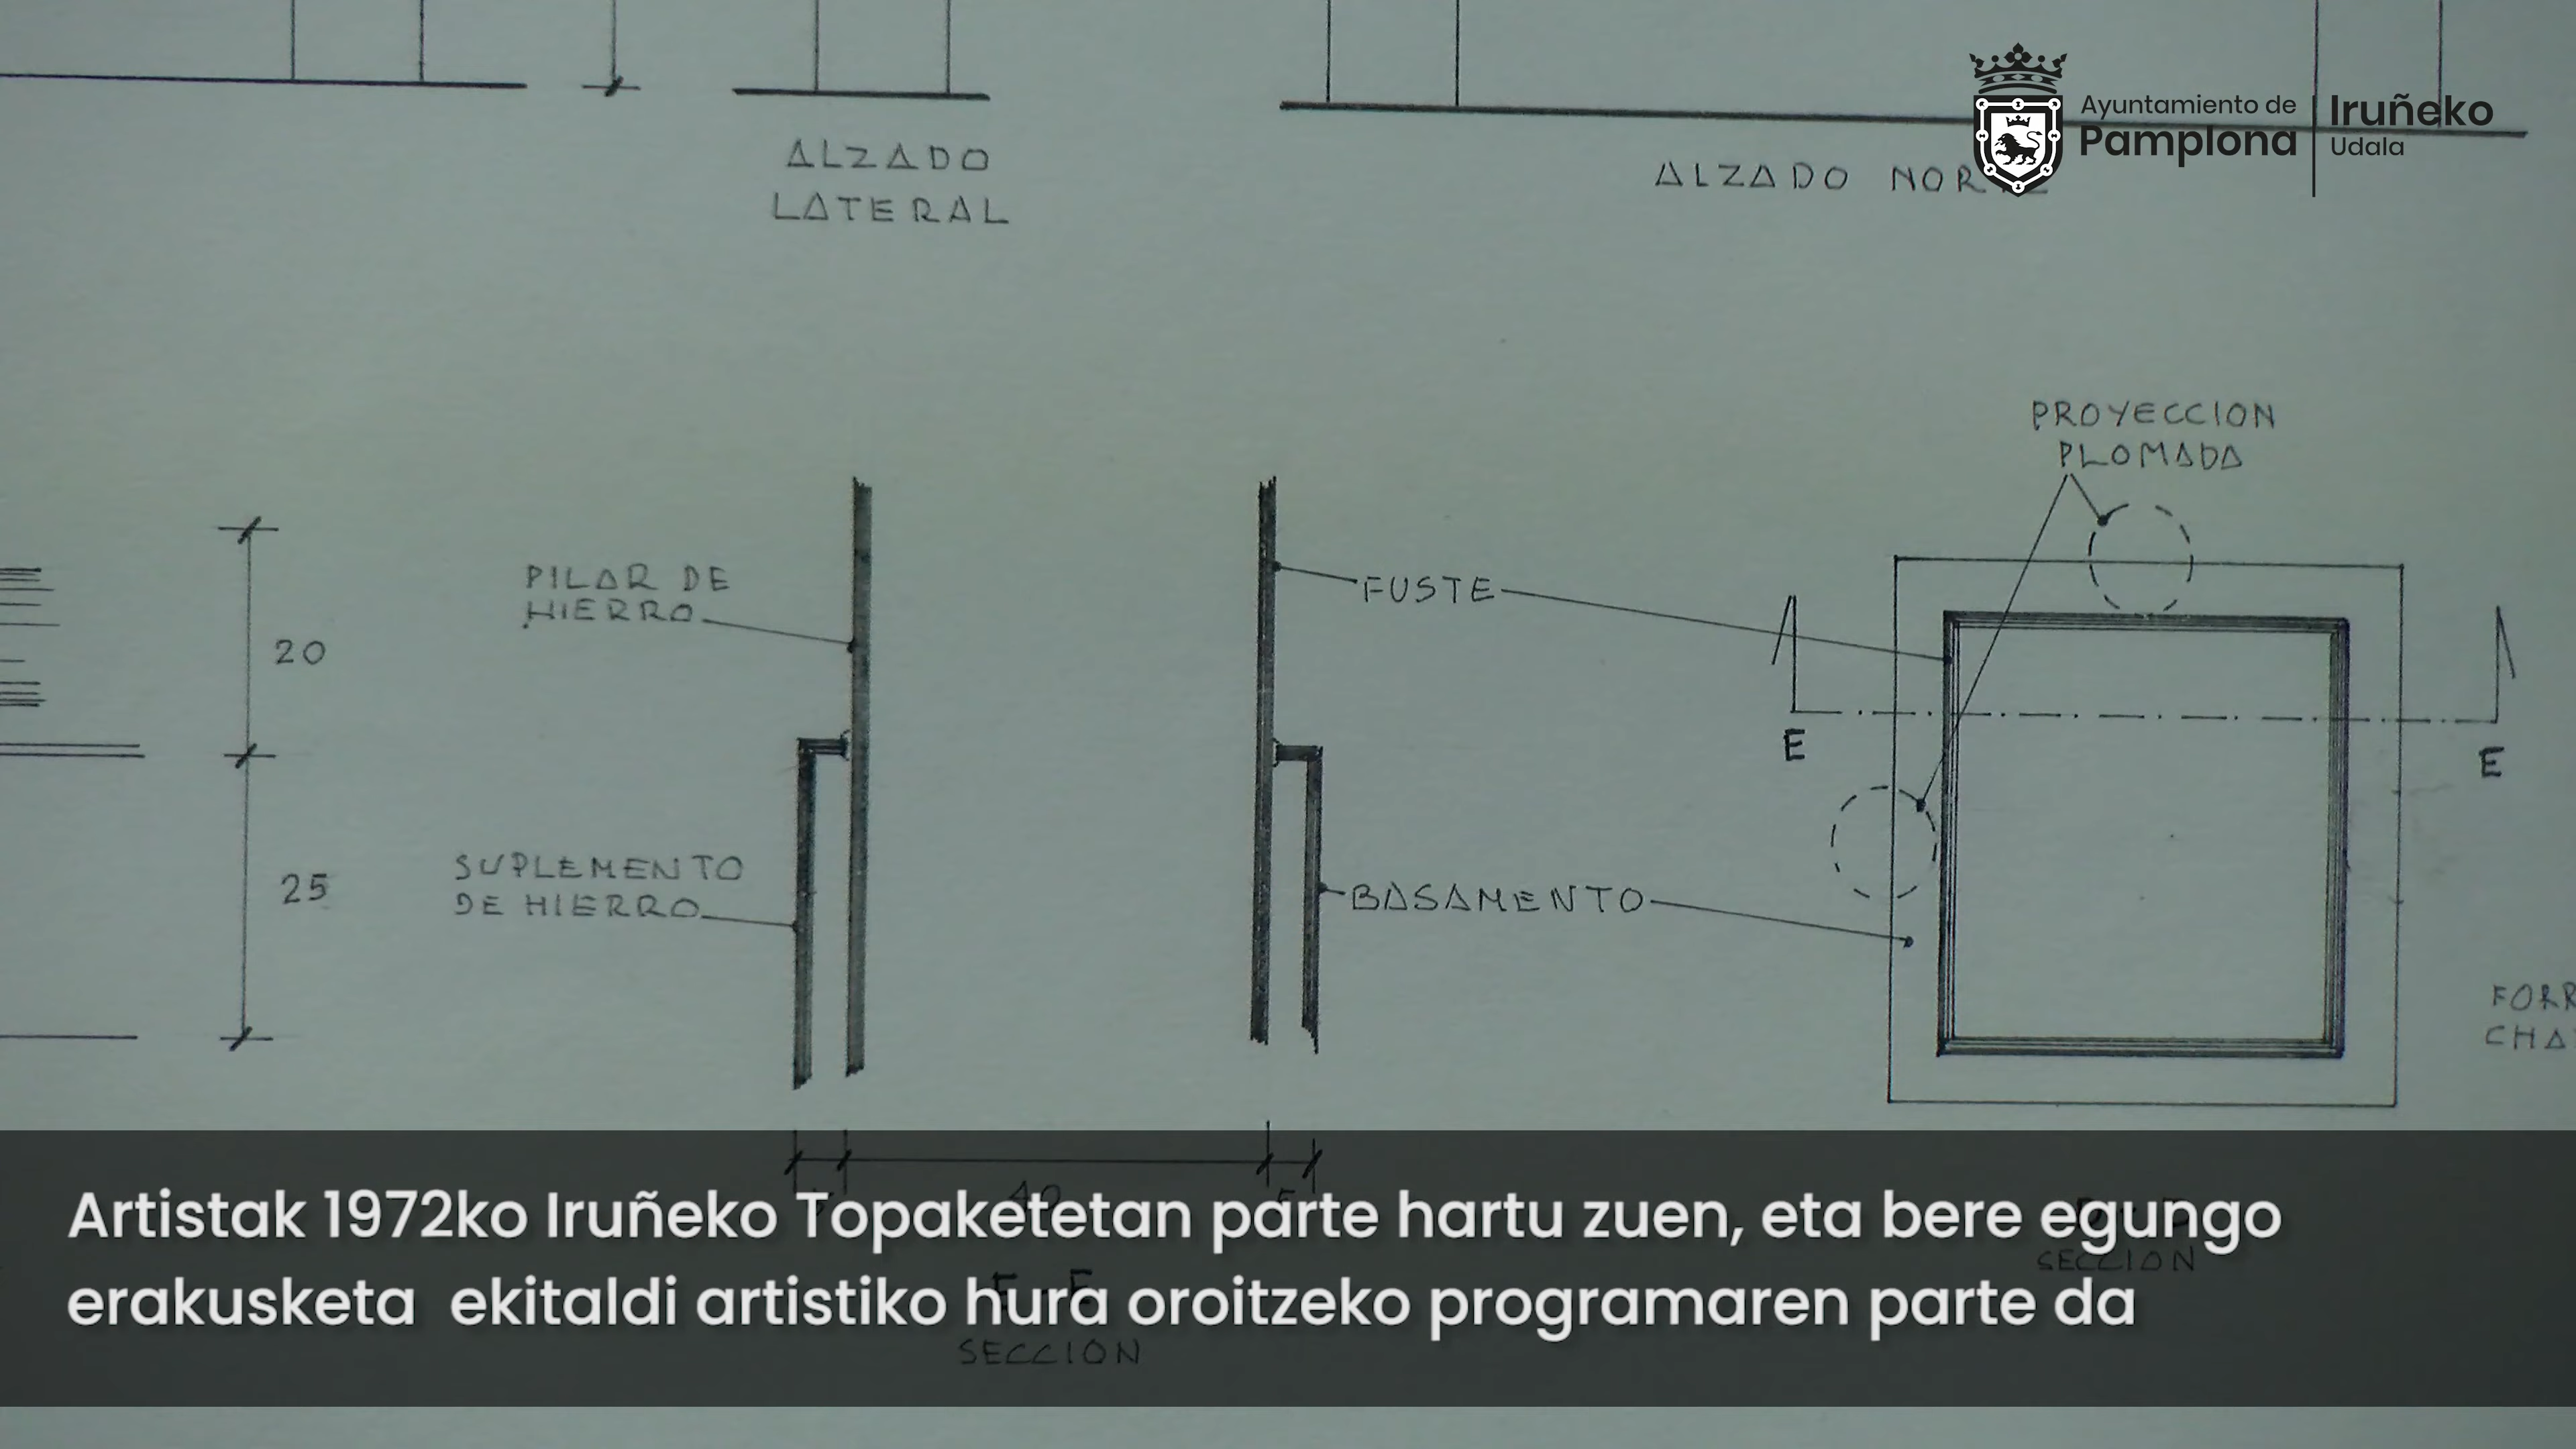 Ayuntamiento de
Pamplona
Iruñeko
Udala
ALZADO
LATERAL
ALZADO
PROYECCION
PLOMADA
PILAR DE
HIERRO
FUSTE
20
E
E
SUPLEMENTO
DE HIERRO
25
BASAMENTO
40
Artistak 1972ko Iruñeko Topaketetan parte hartu zuen, eta bere egungo
erakusketa ekitaldi artistiko hura oroitzeko programaren parte da
SECCION
SECCION